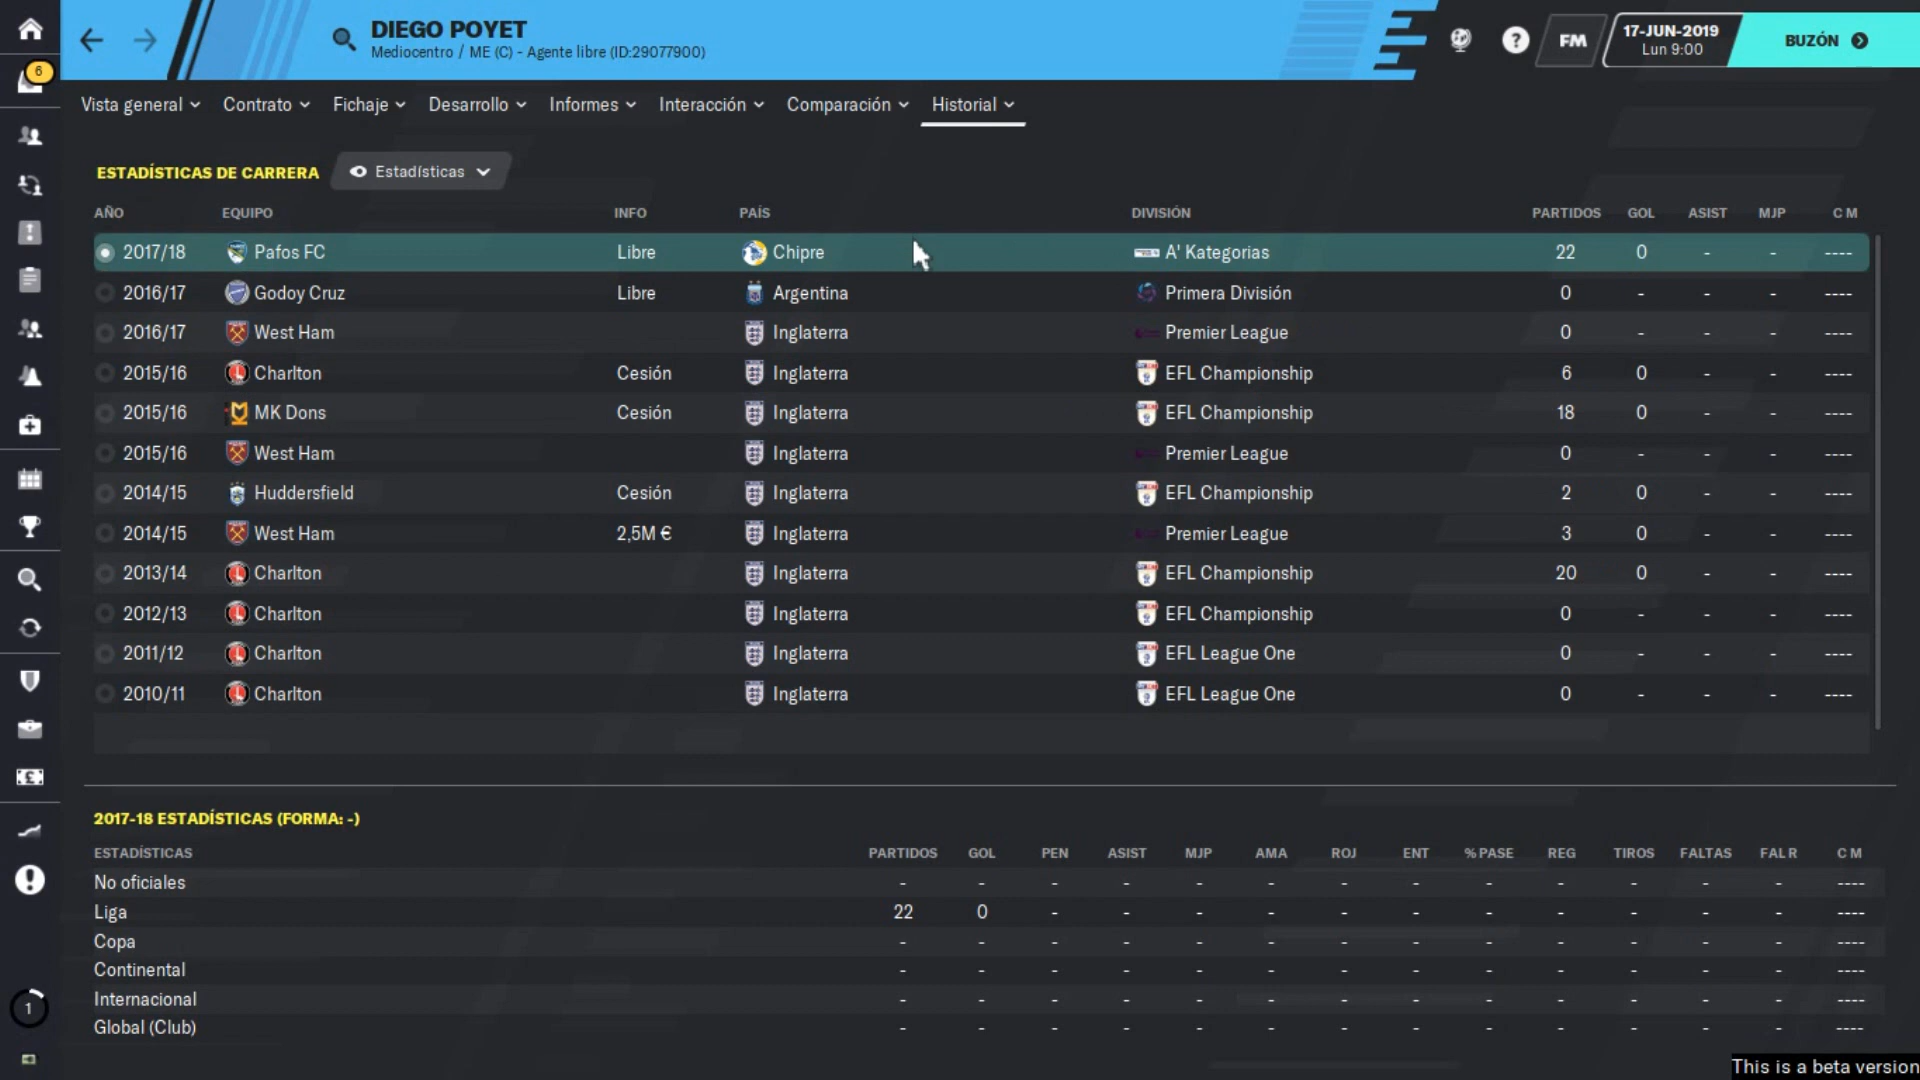 DIEGO POYET
Mediocentro / ME (C) - Agente libre (ID:29077900)
FM
17-JUN-2019
Lun 9:00
BUZÓN
6
Vista general Contrato Fichaje Desarrollo Informes Interacción Comparación Historial
ESTADÍSTICAS DE CARRERA Estadísticas
AÑO EQUIPO INFO PAÍS DIVISIÓN PARTIDOS GOL ASIST MJP C M
2017/18 Pafos FC Libre Chipre A' Kategorias 22 0 - - ----
2016/17 Godoy Cruz Libre Argentina Primera División 0 - - - ----
2016/17 West Ham Inglaterra Premier League 0 - - - ----
2015/16 Charlton Cesión Inglaterra EFL Championship 6 0 - - ----
2015/16 MK Dons Cesión Inglaterra EFL Championship 18 0 - - ----
2015/16 West Ham Inglaterra Premier League 0 - - - ----
2014/15 Huddersfield Cesión Inglaterra EFL Championship 2 0 - - ----
2014/15 West Ham 2,5M € Inglaterra Premier League 3 0 - - ----
2013/14 Charlton Inglaterra EFL Championship 20 0 - - ----
2012/13 Charlton Inglaterra EFL Championship 0 - - - ----
2011/12 Charlton Inglaterra EFL League One 0 - - - ----
2010/11 Charlton Inglaterra EFL League One 0 - - - ----
2017-18 ESTADÍSTICAS (FORMA: -)
ESTADÍSTICAS PARTIDOS GOL PEN ASIST MJP AMA ROJ ENT % PASE REG TIROS FALTAS FAL R C M
No oficiales - - - - - - - - - - - - - ----
Liga 22 0 - - - - - - - - - - - ----
Copa - - - - - - - - - - - - - ----
Continental - - - - - - - - - - - - - ----
Internacional - - - - - - - - - - - - - ----
Global (Club) - - - - - - - - - - - - - ----
1
This is a beta version